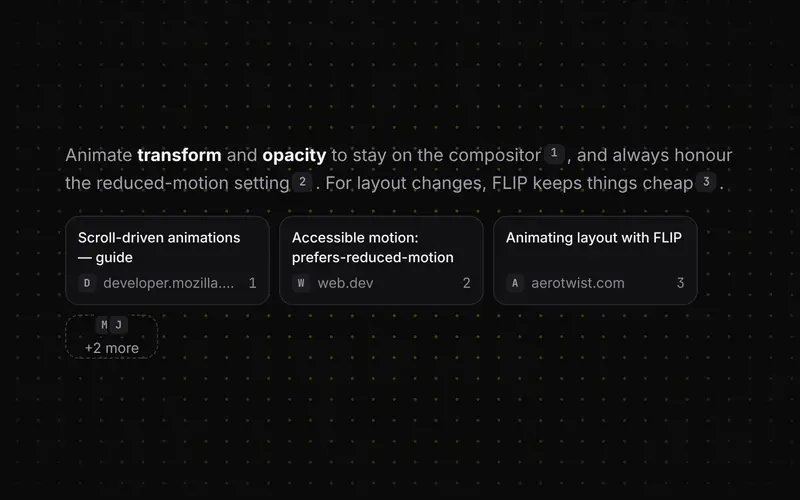 Animate transform and opacity to stay on the compositor 1 , and always honour
the reduced-motion setting 2 . For layout changes, FLIP keeps things cheap 3 .
Scroll-driven animations
— guide
D developer.mozilla.... 1
Accessible motion:
prefers-reduced-motion
W web.dev 2
Animating layout with FLIP
A aerotwist.com 3
M J
+2 more